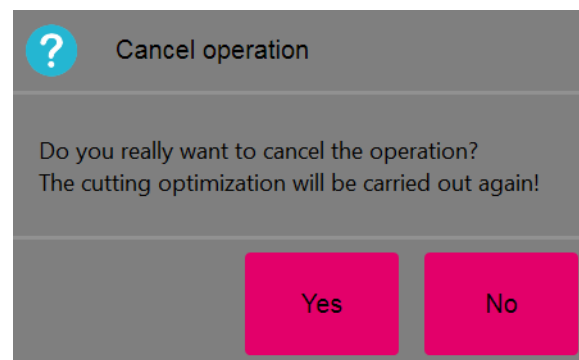 ?
Cancel operation
Do you really want to cancel the operation?
The cutting optimization will be carried out again!
Yes
No